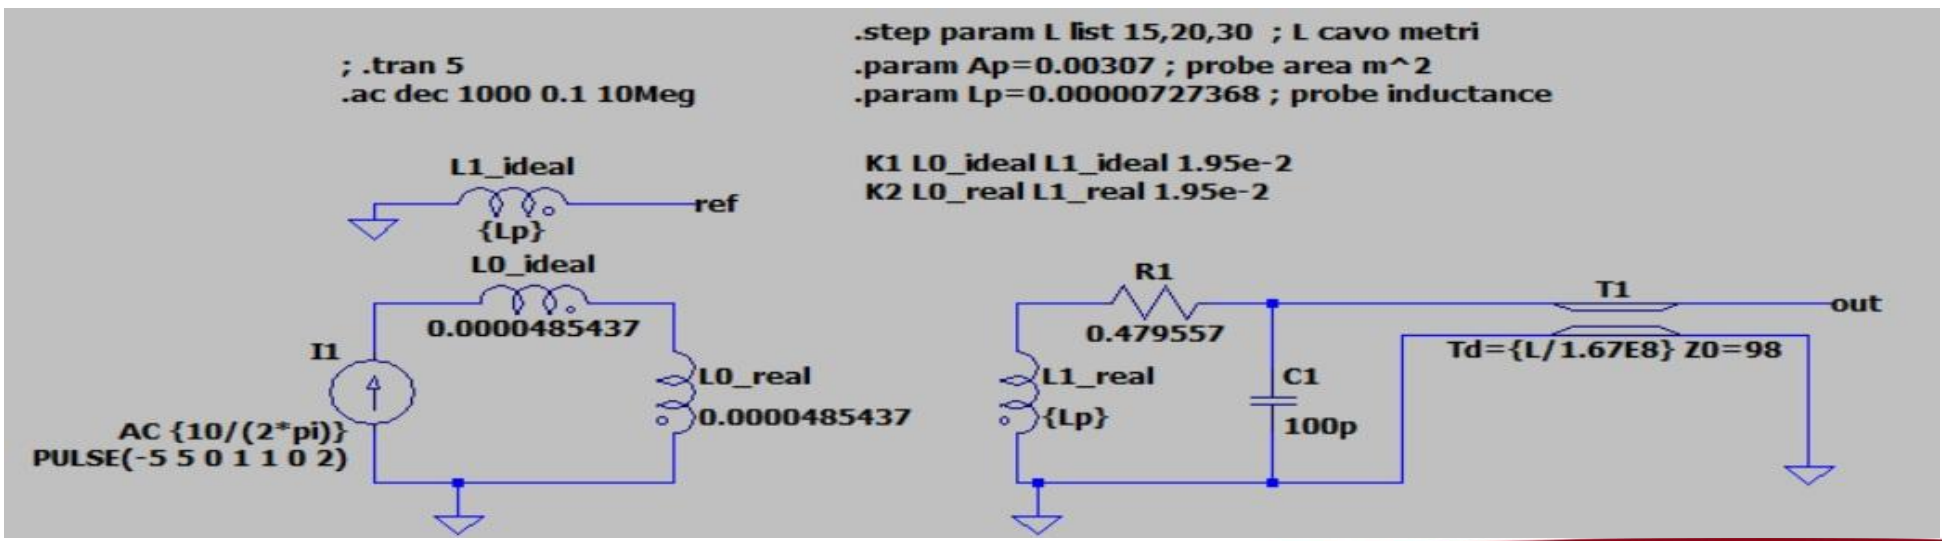 .step param L list 15,20,30 ; L cavo metri
; .tran 5
.param Ap=0.00307 ; probe area m^2
.ac dec 1000 0.1 10Meg
.param Lp=0.00000727368 ; probe inductance
L1_ideal
K1 L0_ideal L1_ideal 1.95e-2
K2 L0_real L1_real 1.95e-2
ref
{Lp}
L0_ideal
0.0000485437
I1
AC {10/(2*pi)}
PULSE(-5 5 0 1 1 0 2)
L0_real
0.0000485437
R1
0.479557
L1_real
{Lp}
C1
100p
T1
out
Td={L/1.67E8} Z0=98